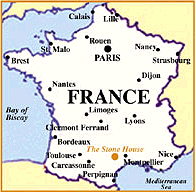 Calais
Lille
Rouen
PARIS
Nancy
Strasbourg
St. Malo
Brest
Dijon
Nantes
FRANCE
Bay of
Biscay
Limoges
Lyons
Clermont Ferrand
Bordeaux
The Stone House
Toulouse
Nice
Carcassonne
Montpellier
Perpignan
Mediterranean
Sea